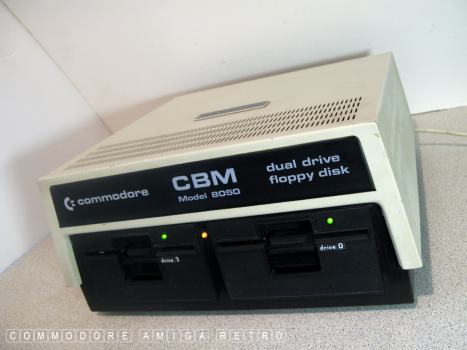 commodore
CBM
Model 8050
dual drive
floppy disk
drive 1
drive 0
COMMODORE AMIGA RETRO